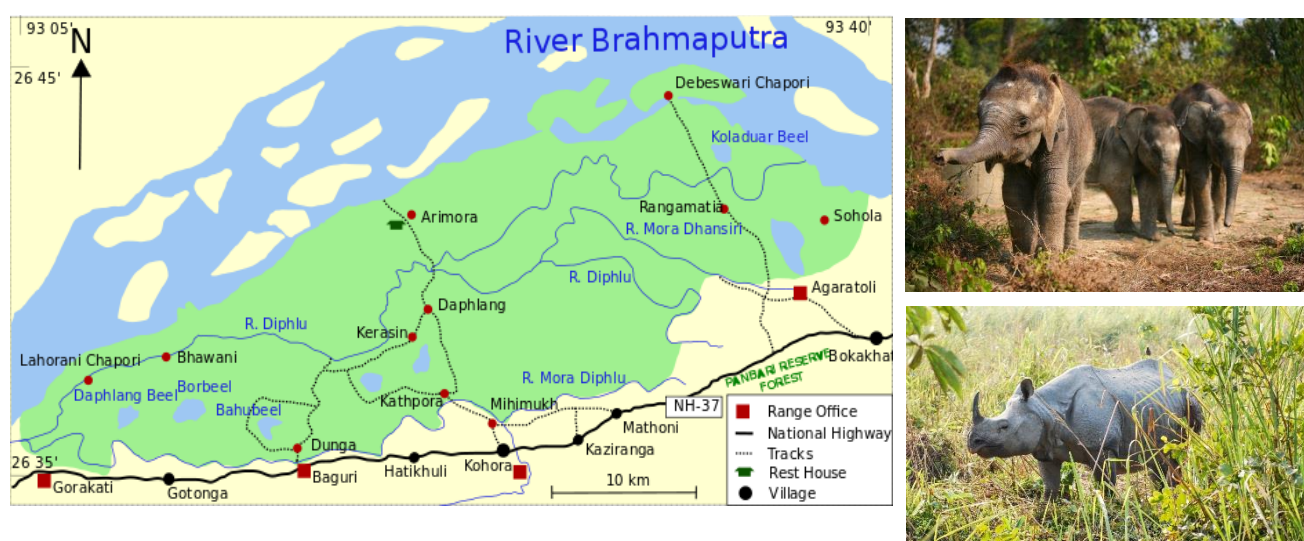 93 05'
N
River Brahmaputra
93 40'
26 45'
Debeswari Chapori
Koladuar Beel
Rangamatia
Arimora
Sohola
R. Mora Dhansiri
R. Diphlu
Agaratoli
Daphlang
R. Diphlu
Kerasin
Bokakhat
Lahorani Chapori
Bhawani
PANBARI RESERVE
FOREST
Daphlang Beel
Borbeel
R. Mora Diphlu
Bahubeel
Kathpora
Mihimukh
NH-37
Mathoni
Dunga
Kaziranga
26 35'
Baguri
Hatikhuli
Kohora
Gorakati
Gotonga
10 km
Range Office
National Highway
Tracks
Rest House
Village